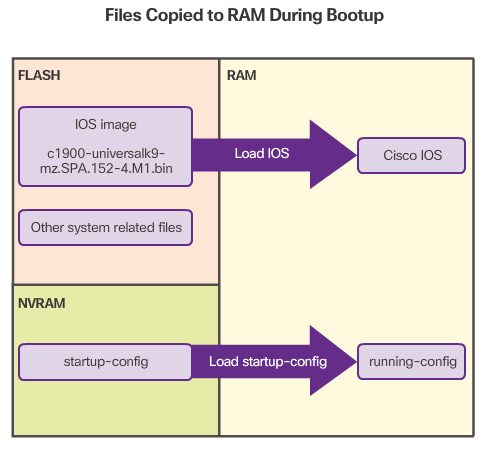 Files Copied to RAM During Bootup
FLASH
RAM
IOS image
c1900-universalk9-
mz.SPA.152-4.M1.bin
Load IOS
Cisco IOS
Other system related files
NVRAM
startup-config
Load startup-config
running-config